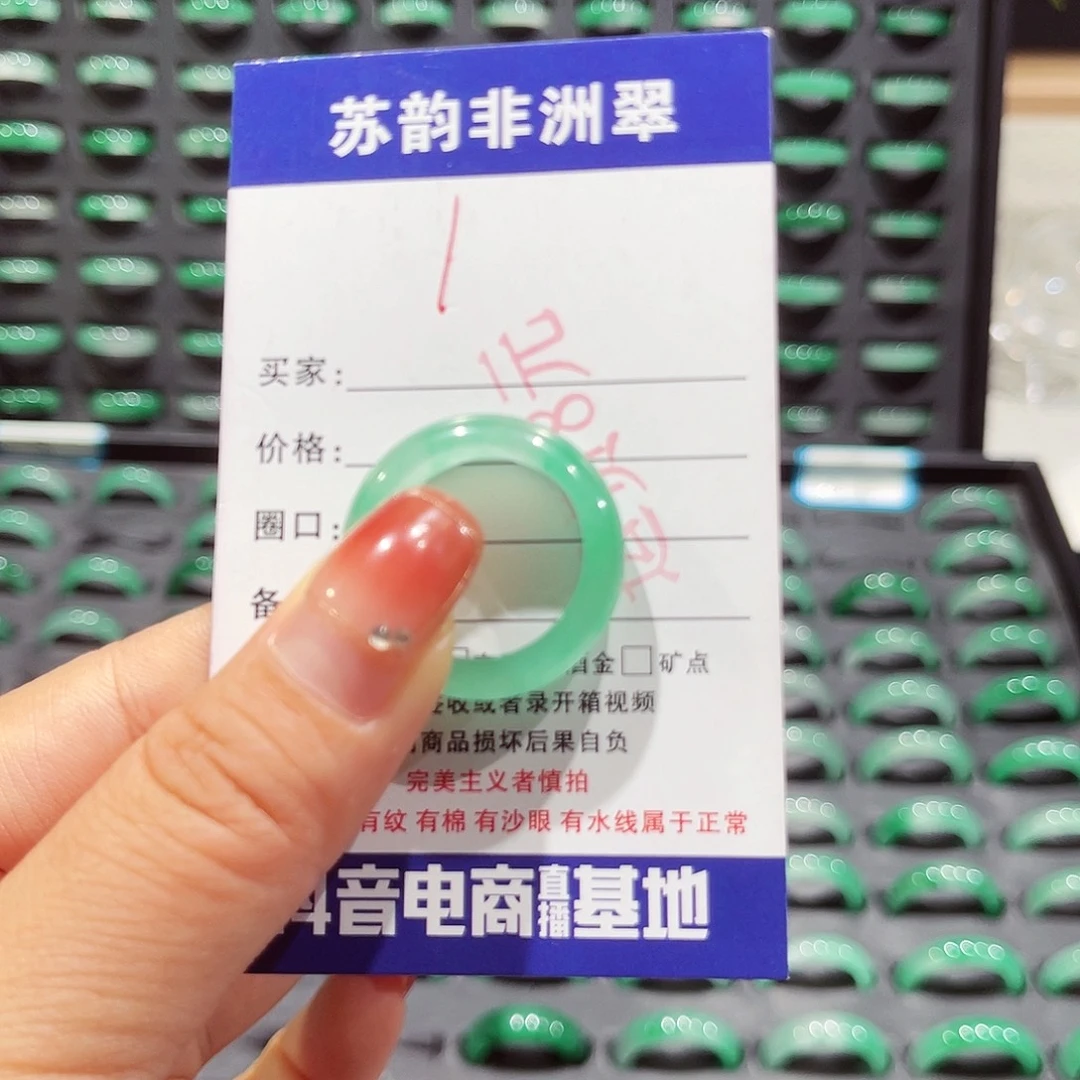 苏韵非洲翠
买家:
价格:
圈口:
备
金 矿点
签收或者录开箱视频
商品损坏后果自负
完美主义者慎拍
有纹 有棉 有沙眼 有水线属于正常
抖音电商直播基地